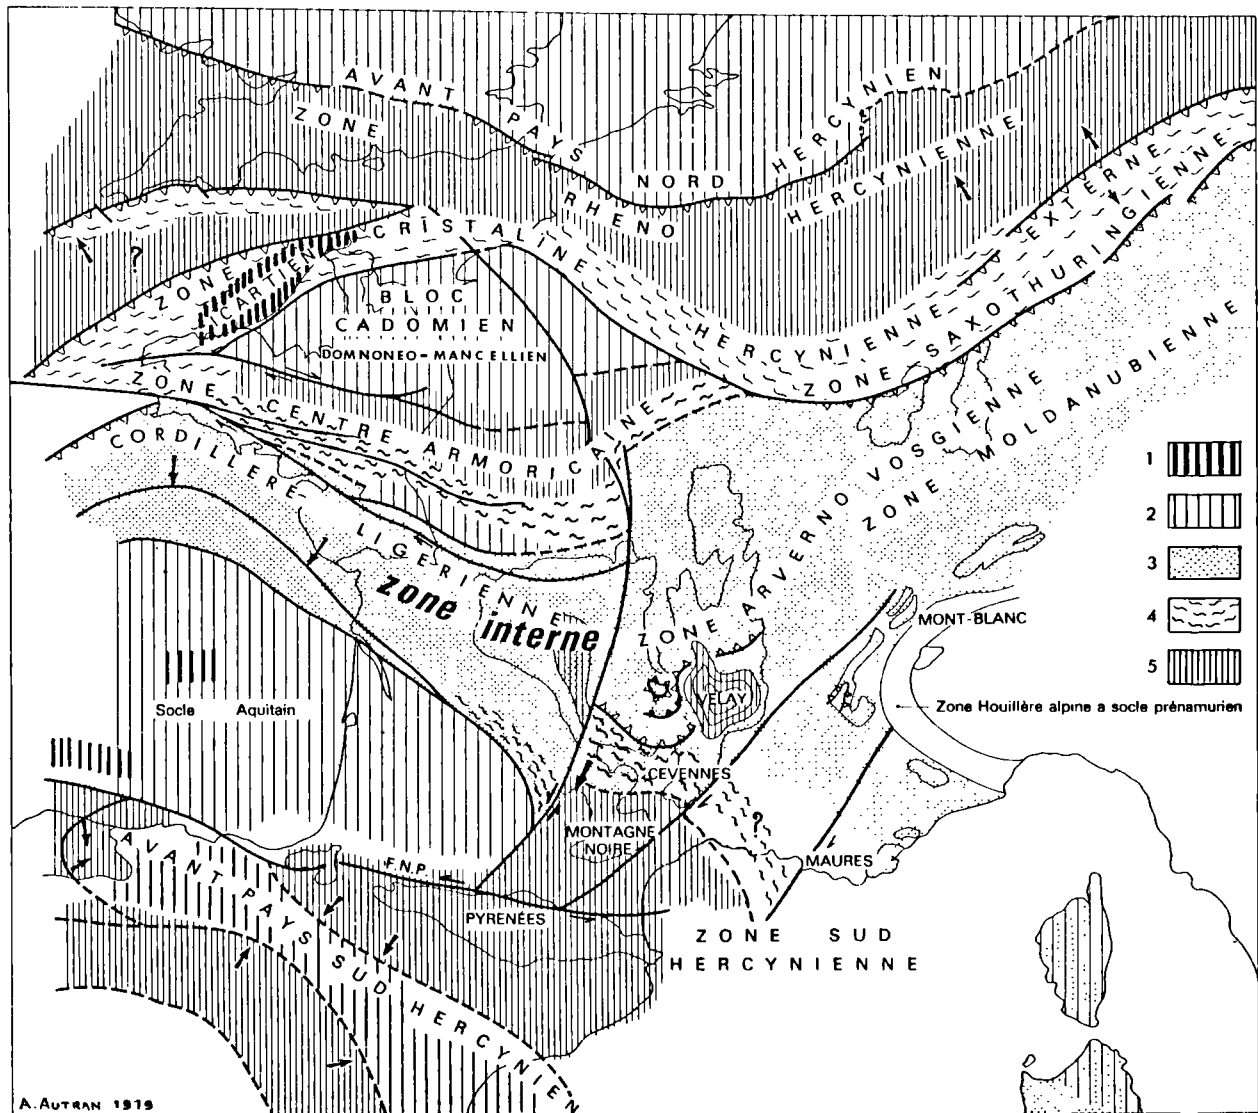 AVANT PAYS NORD HERCYNIEN
ZONE RHENO HERCYNIENNE
ZONE CRISTALINE HERCYNIENNE EXTERNE
?
ICARTIEN
BLOC
CADOMIEN
DOMNONEO-MANCELLIEN
ZONE SAXOTHURINGIENNE
ZONE CENTRE ARMORICAINE
CORDILLERE LIGERIENNE
zone interne
ZONE ARVERNO VOSGIENNE
ZONE MOLDANUBIENNE
1
2
3
4
5
MONT-BLANC
Zone Houillère alpine a socle prénamurien
VELAY
Socle Aquitain
CEVENNES
MONTAGNE
NOIRE
?
MAURES
F.N.P.
PYRENÉES
AVANT PAYS SUD HERCYNIEN
ZONE SUD
HERCYNIENNE
A. AUTRAN 1979